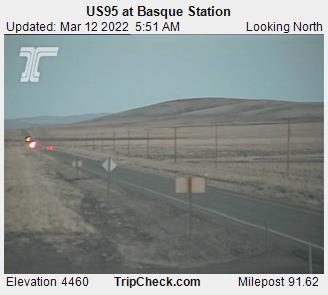 US95 at Basque Station
Updated: Mar 12 2022 5:51 AM Looking North
Elevation 4460 TripCheck.com Milepost 91.62